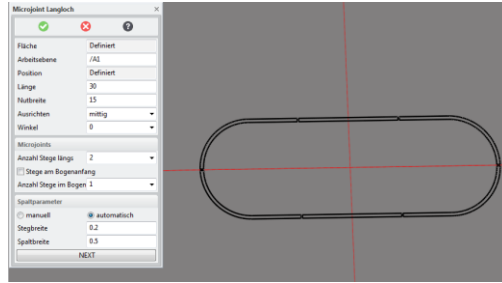 Microjoint Langloch ×
Fläche Definiert
Arbeitsebene /A1
Position Definiert
Länge 30
Nutbreite 15
Ausrichten mittig
Winkel 0
Microjoints
Anzahl Stege längs 2
Stege am Bogenanfang
Anzahl Stege im Bogen 1
Spaltparameter
manuell automatisch
Stegbreite 0.2
Spaltbreite 0.3
NEXT